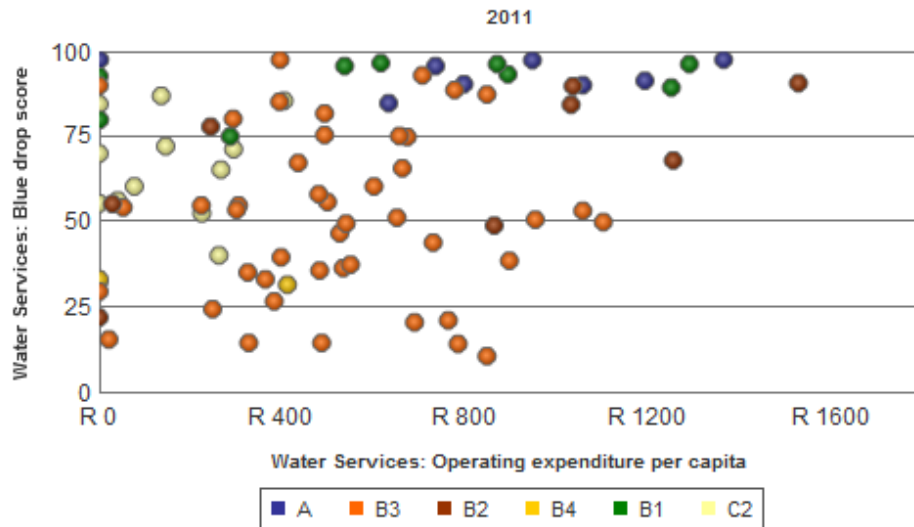 2011
100
75
50
25
0
R 0 R 400 R 800 R 1200 R 1600
Water Services: Blue drop score
Water Services: Operating expenditure per capita
A B3 B2 B4 B1 C2